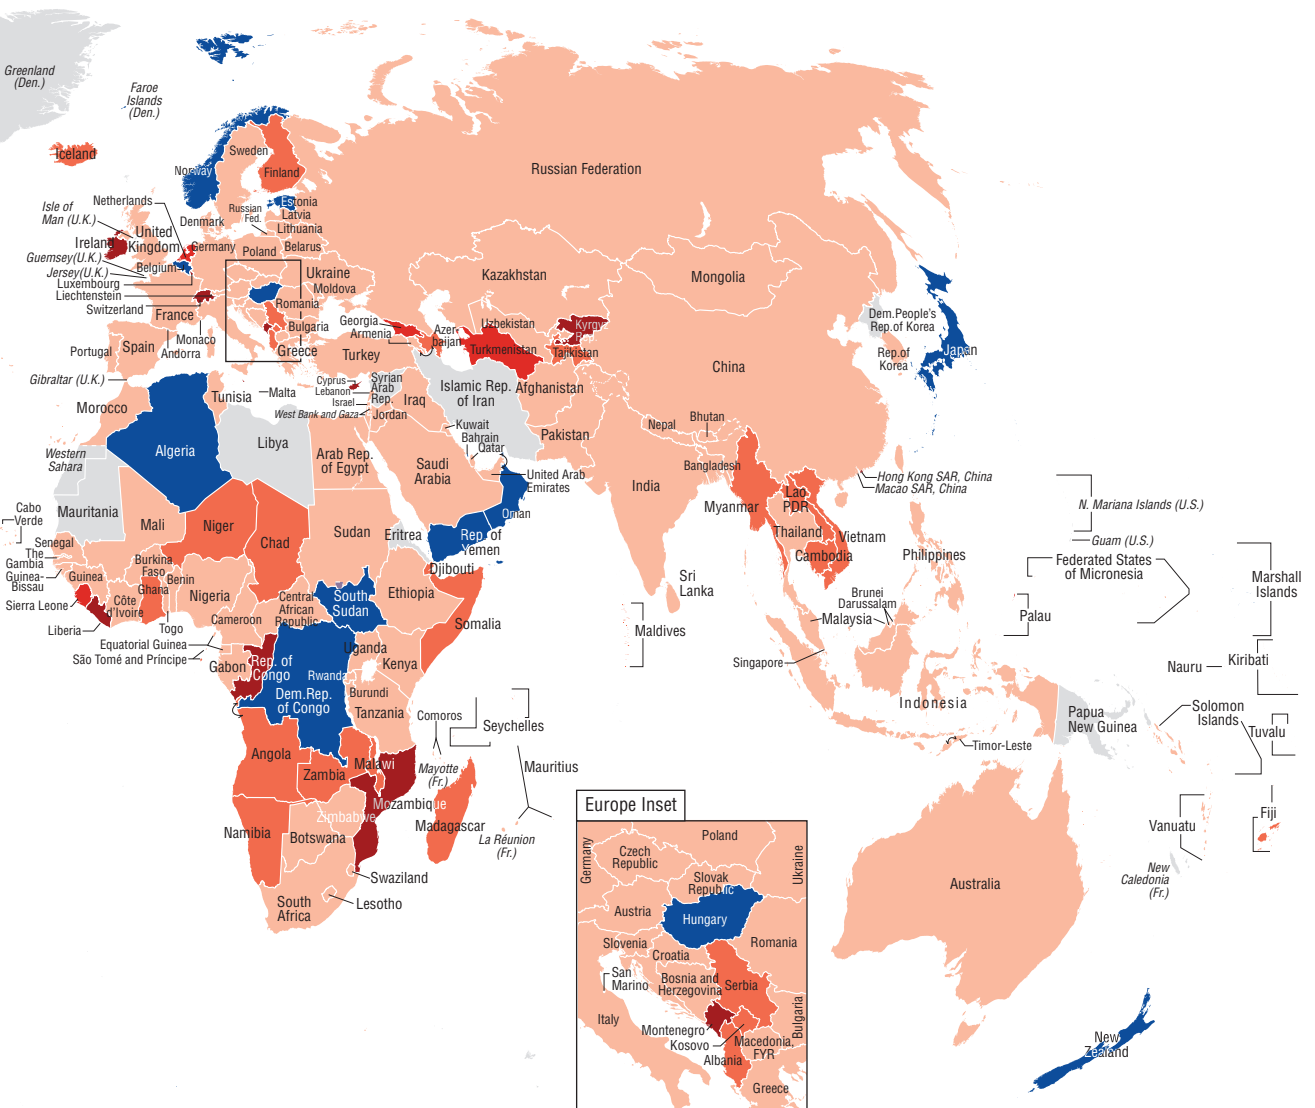 Greenland
(Den.)
Faroe
Islands
(Den.)
Iceland
Norway
Sweden
Finland
Russian Federation
Estonia
Latvia
Lithuania
Russian
Fed.
Denmark
Netherlands
Isle of
Man (U.K.)
United
Kingdom
Ireland
Germany
Poland
Belarus
Guernsey(U.K.)
Jersey(U.K.)
Belgium
Luxembourg
Liechtenstein
Switzerland
France
Ukraine
Moldova
Romania
Bulgaria
Monaco
Andorra
Portugal
Spain
Greece
Gibraltar (U.K.)
Georgia
Armenia
Azer-
baijan
Turkey
Kazakhstan
Uzbekistan
Kyrgyz
Rep.
Turkmenistan
Tajikistan
Mongolia
China
Dem.People's
Rep.of Korea
Rep.of
Korea
Japan
Morocco
Tunisia
Malta
Cyprus
Lebanon
Israel
West Bank and Gaza
Syrian
Arab
Rep.
Jordan
Iraq
Islamic Rep.
of Iran
Afghanistan
Kuwait
Bahrain
Qatar
Pakistan
Nepal
Bhutan
Bangladesh
India
Myanmar
Lao
PDR
Thailand
Vietnam
Cambodia
Hong Kong SAR, China
Macao SAR, China
Algeria
Libya
Arab Rep.
of Egypt
Saudi
Arabia
United Arab
Emirates
Oman
Rep. of
Yemen
Western
Sahara
Mauritania
Cabo
Verde
Mali
Niger
Chad
Sudan
Eritrea
Djibouti
Ethiopia
Somalia
Senegal
The
Gambia
Guinea-
Bissau
Guinea
Sierra Leone
Liberia
Côte
d'Ivoire
Burkina
Faso
Ghana
Benin
Togo
Nigeria
Cameroon
Central
African
Republic
South
Sudan
Equatorial Guinea
São Tomé and Príncipe
Gabon
Rep. of
Congo
Dem.Rep.
of Congo
Uganda
Rwanda
Kenya
Burundi
Tanzania
Angola
Zambia
Malawi
Mozambique
Zimbabwe
Namibia
Botswana
South
Africa
Swaziland
Lesotho
Madagascar
Comoros
Mayotte
(Fr.)
Seychelles
Mauritius
La Réunion
(Fr.)
Maldives
Sri
Lanka
Philippines
Brunei
Darussalam
Malaysia
Singapore
Indonesia
Timor-Leste
Papua
New Guinea
Australia
New
Zealand
N. Mariana Islands (U.S.)
Guam (U.S.)
Federated States
of Micronesia
Marshall
Islands
Palau
Nauru
Kiribati
Solomon
Islands
Tuvalu
Vanuatu
Fiji
New
Caledonia
(Fr.)
Europe Inset
Germany
Poland
Czech
Republic
Ukraine
Slovak
Republic
Austria
Hungary
Slovenia
Croatia
Romania
San
Marino
Bosnia and
Herzegovina
Serbia
Italy
Bulgaria
Montenegro
Kosovo
Macedonia,
FYR
Albania
Greece